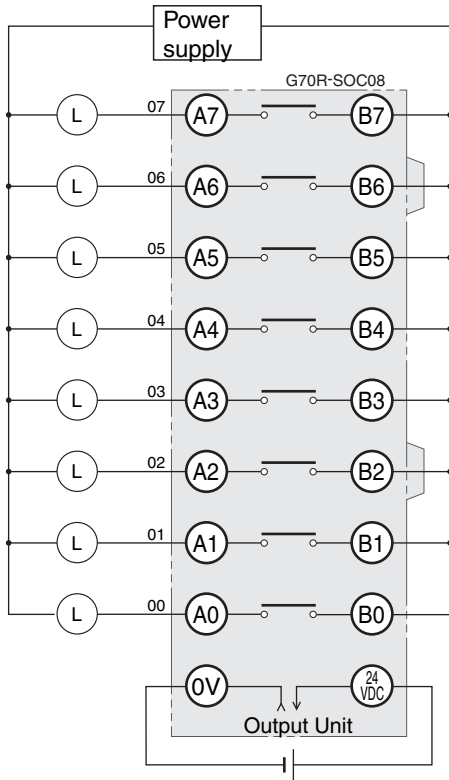 Power
supply
G70R-SOC08
L 07 A7 B7
L 06 A6 B6
L 05 A5 B5
L 04 A4 B4
L 03 A3 B3
L 02 A2 B2
L 01 A1 B1
L 00 A0 B0
0V 24
VDC
Output Unit